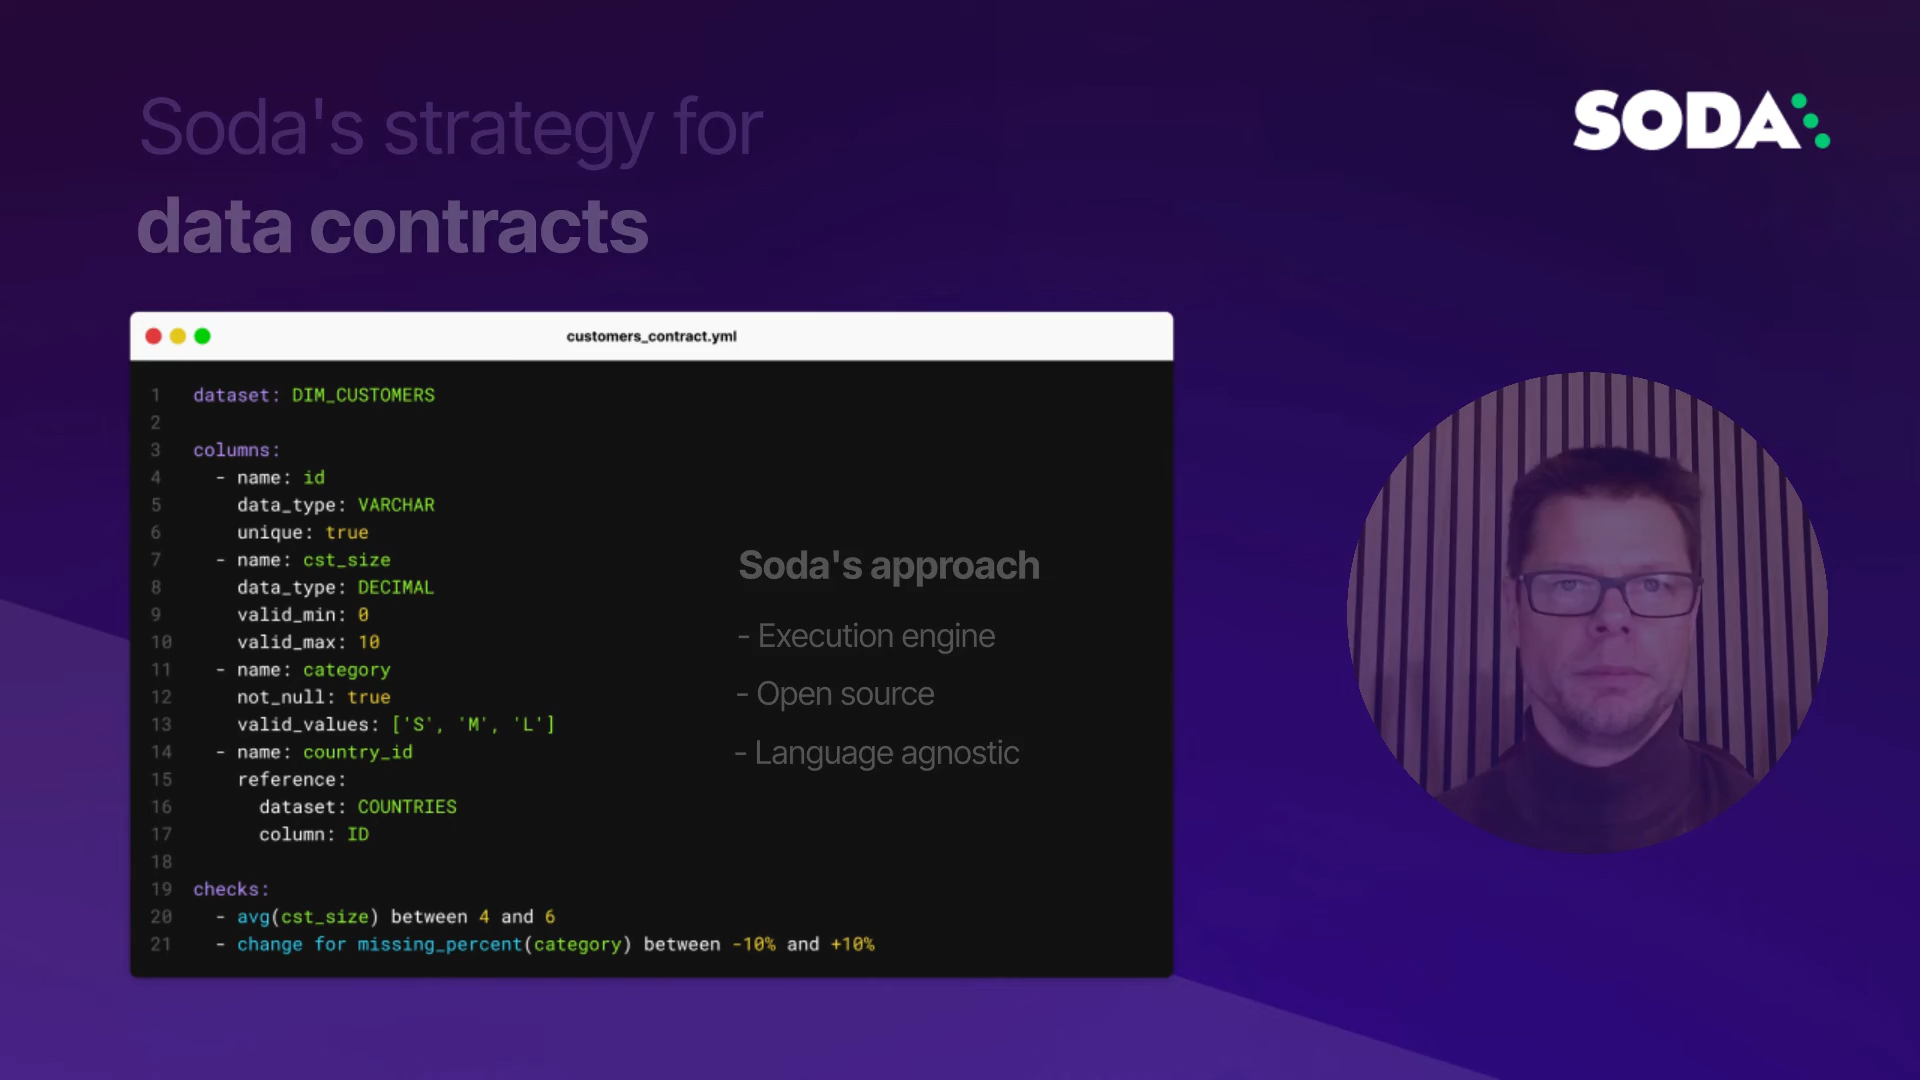 Soda's strategy for
data contracts
SODA
customers_contract.yml
1 dataset: DIM_CUSTOMERS
2
3 columns:
4 - name: id
5 data_type: VARCHAR
6 unique: true
7 - name: cst_size
8 data_type: DECIMAL
9 valid_min: 0
10 valid_max: 10
11 - name: category
12 not_null: true
13 valid_values: ['S', 'M', 'L']
14 - name: country_id
15 reference:
16 dataset: COUNTRIES
17 column: ID
18
19 checks:
20 - avg(cst_size) between 4 and 6
21 - change for missing_percent(category) between -10% and +10%
Soda's approach
- Execution engine
- Open source
- Language agnostic